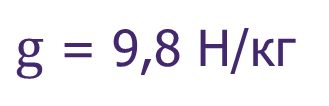 g = 9,8 Н/кг